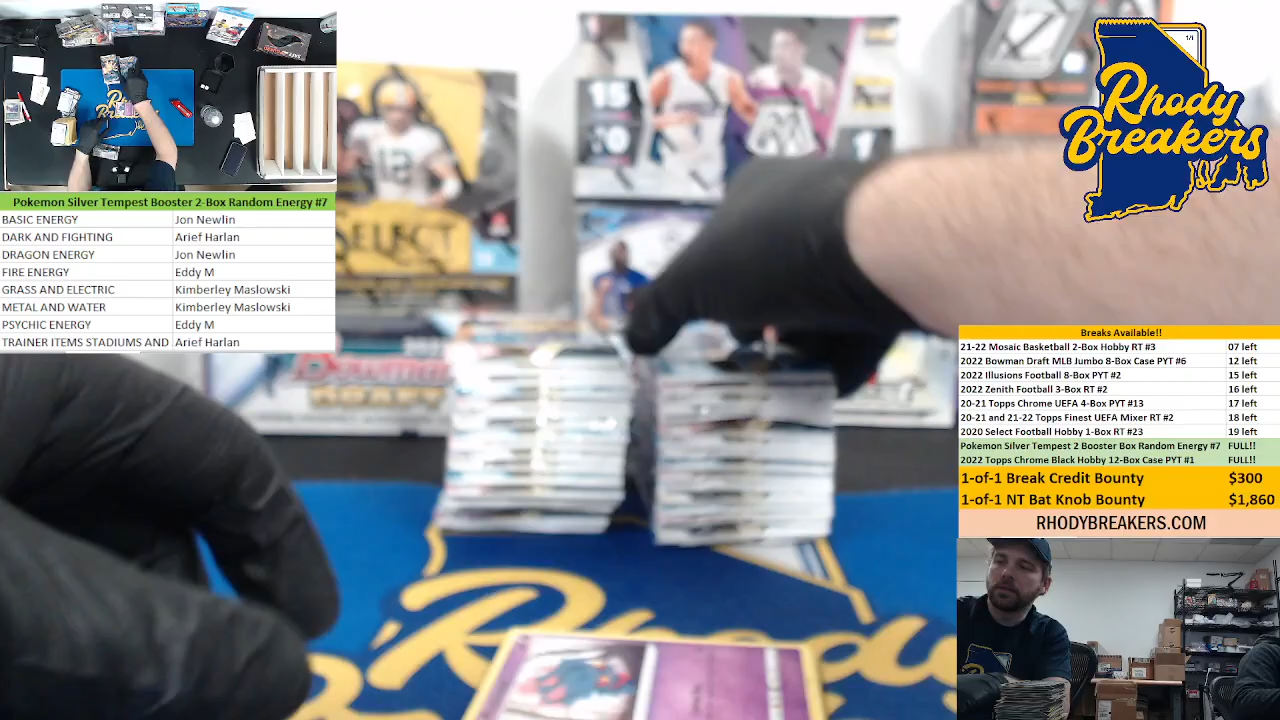 Pokemon Silver Tempest Booster 2-Box Random Energy #7
BASIC ENERGY Jon Newlin
DARK AND FIGHTING Arief Harlan
DRAGON ENERGY Jon Newlin
FIRE ENERGY Eddy M
GRASS AND ELECTRIC Kimberley Maslowski
METAL AND WATER Kimberley Maslowski
PSYCHIC ENERGY Eddy M
TRAINER ITEMS STADIUMS AND Arief Harlan
12
SELECT
15
1
Bowman
Rhody
1/1
Rhody
Breakers
Breaks Available!!
21-22 Mosaic Basketball 2-Box Hobby RT #3 07 left
2022 Bowman Draft MLB Jumbo 8-Box Case PYT #6 12 left
2022 Illusions Football 8-Box PYT #2 15 left
2022 Zenith Football 3-Box RT #2 16 left
20-21 Topps Chrome UEFA 4-Box PYT #13 17 left
20-21 and 21-22 Topps Finest UEFA Mixer RT #2 18 left
2020 Select Football Hobby 1-Box RT #23 19 left
Pokemon Silver Tempest 2 Booster Box Random Energy #7 FULL!!
2022 Topps Chrome Black Hobby 12-Box Case PYT #1 FULL!!
1-of-1 Break Credit Bounty $300
1-of-1 NT Bat Knob Bounty $1,860
RHODYBREAKERS.COM